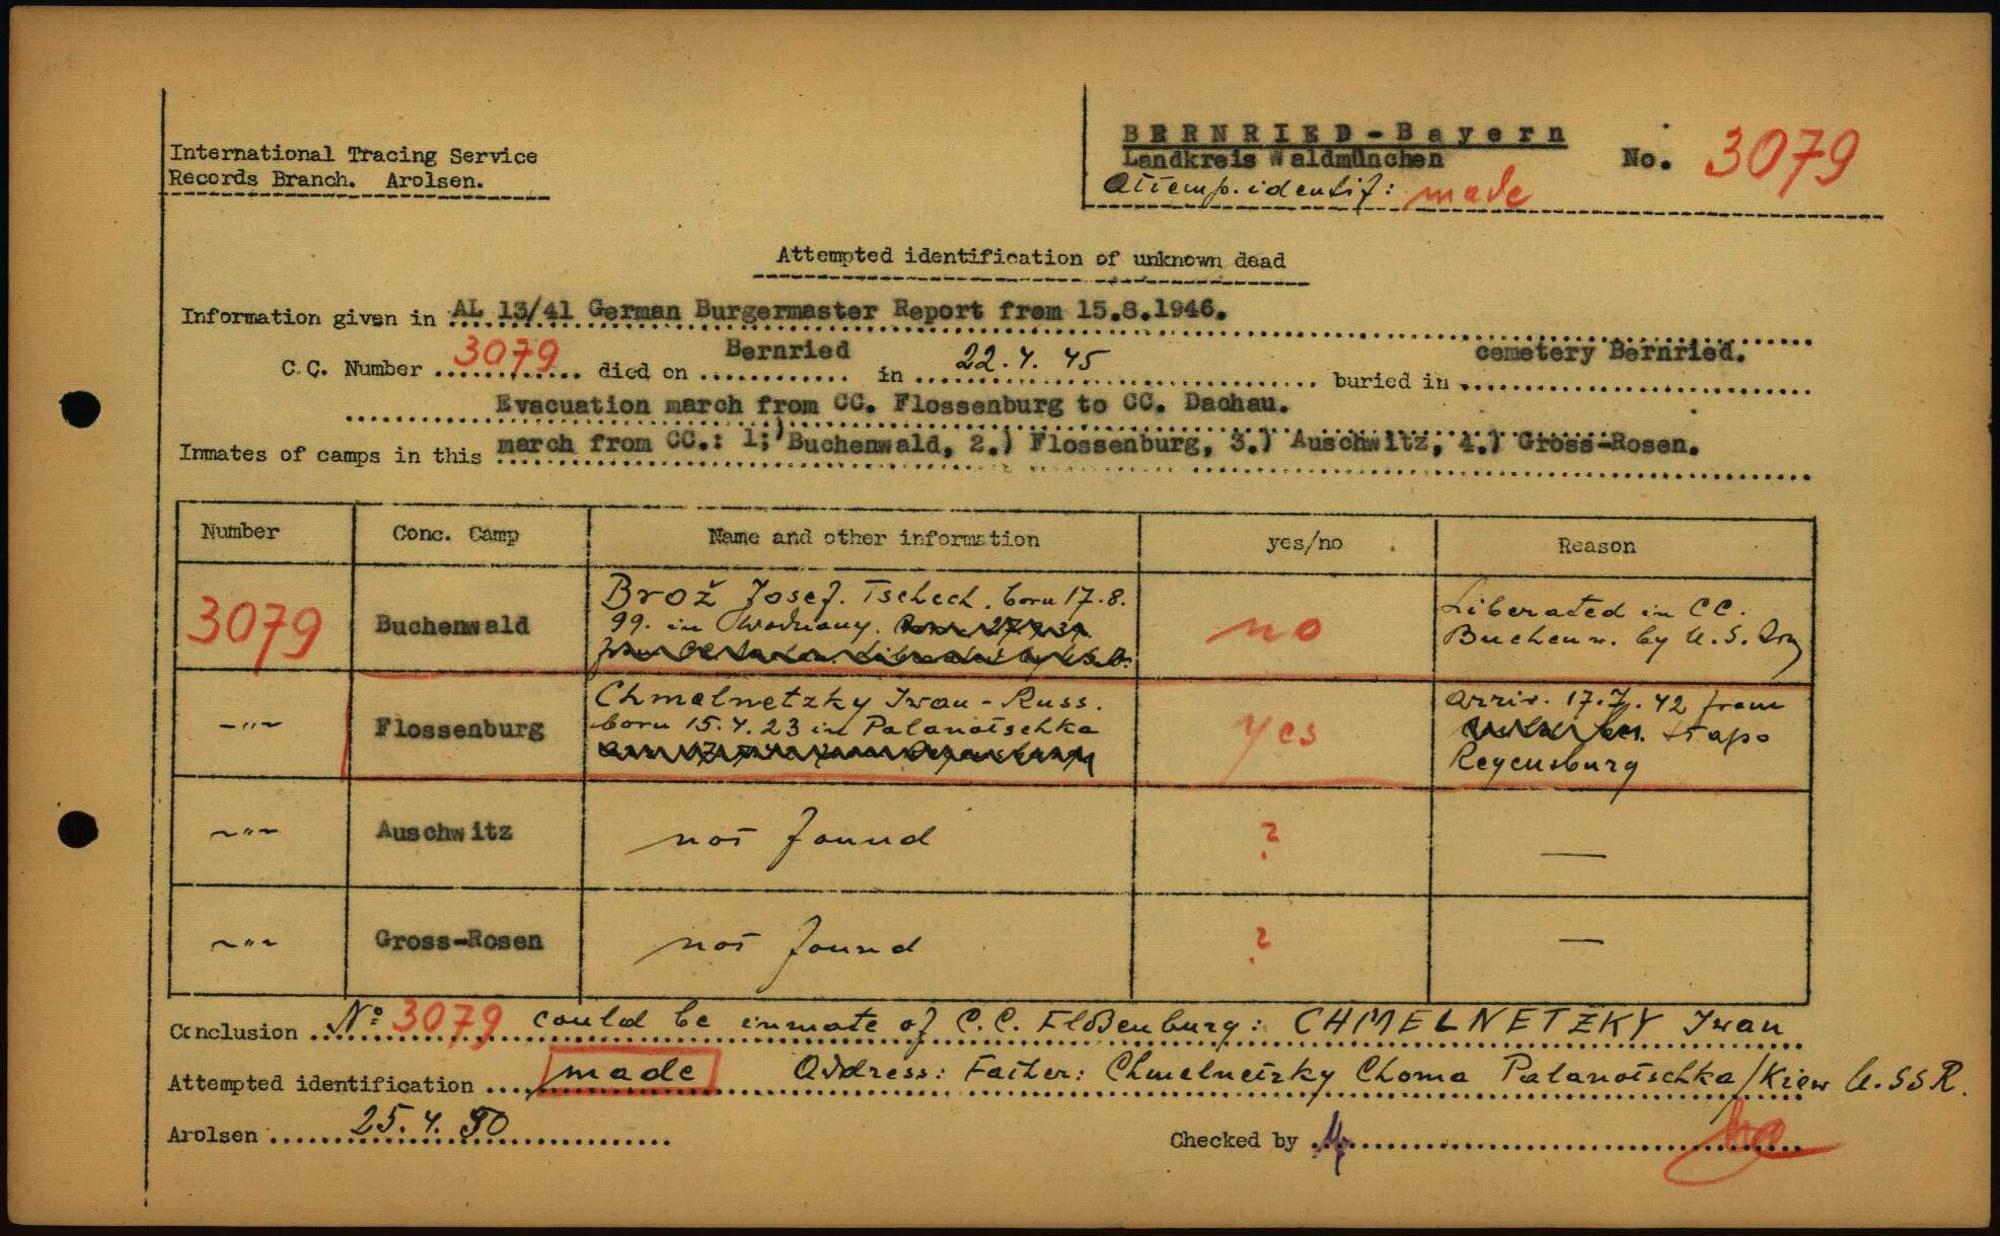 International Tracing Service
Records Branch. Arolsen.
BERNRIED-Bayern
Landkreis Waldmünchen
No. 3079
Attemp. identif: made
Attempted identification of unknown dead
Information given in AL 13/41 German Burgermaster Report from 15.8.1946.
C.C. Number 3079 died on Bernried in 22.4.45 buried in cemetery Bernried.
Evacuation march from CC. Flossenburg to CC. Dachau.
Inmates of camps in this march from CC.: 1;) Buchenwald, 2.) Flossenburg, 3.) Auschwitz, 4.) Gross-Rosen.
Number Conc. Camp Name and other information yes/no Reason
3079 Buchenwald
Brož Josef. Tschech. born 17.8.
99. in Wodnany.
no
Liberated in CC.
Buchenw. by U.S.
-"- Flossenburg
Chmelnetzky Iwan - Russ.
born 15.4.23 in Palanotschka
yes
arriv. 17.7.42 from
stapo
Regensburg
-"- Auschwitz not found ? —
-"- Gross-Rosen not found ? —
Conclusion No 3079 could be inmate of C.C. Floßenburg: CHMELNETZKY Iwan
Attempted identification made Address: Father: Chmelnetzky Choma Palanotschka/Kiew U.SSR.
Arolsen 25.4.50
Checked by